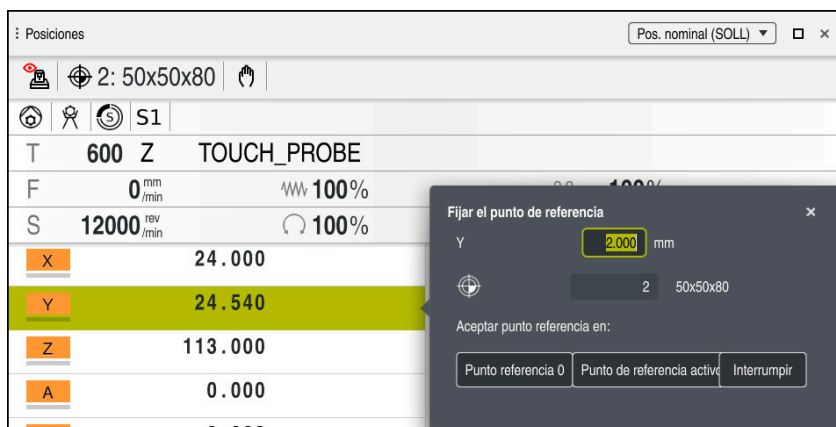 Posiciones
Pos. nominal (SOLL)
2: 50x50x80
S S1
T 600 Z TOUCH_PROBE
F 0 mm/min 100%
S 12000 rev/min 100%
Fijar el punto de referencia
Y 2.000 mm
2 50x50x80
Aceptar punto referencia en:
Punto referencia 0 Punto de referencia activo Interrumpir
X 24.000
Y 24.540
Z 113.000
A 0.000